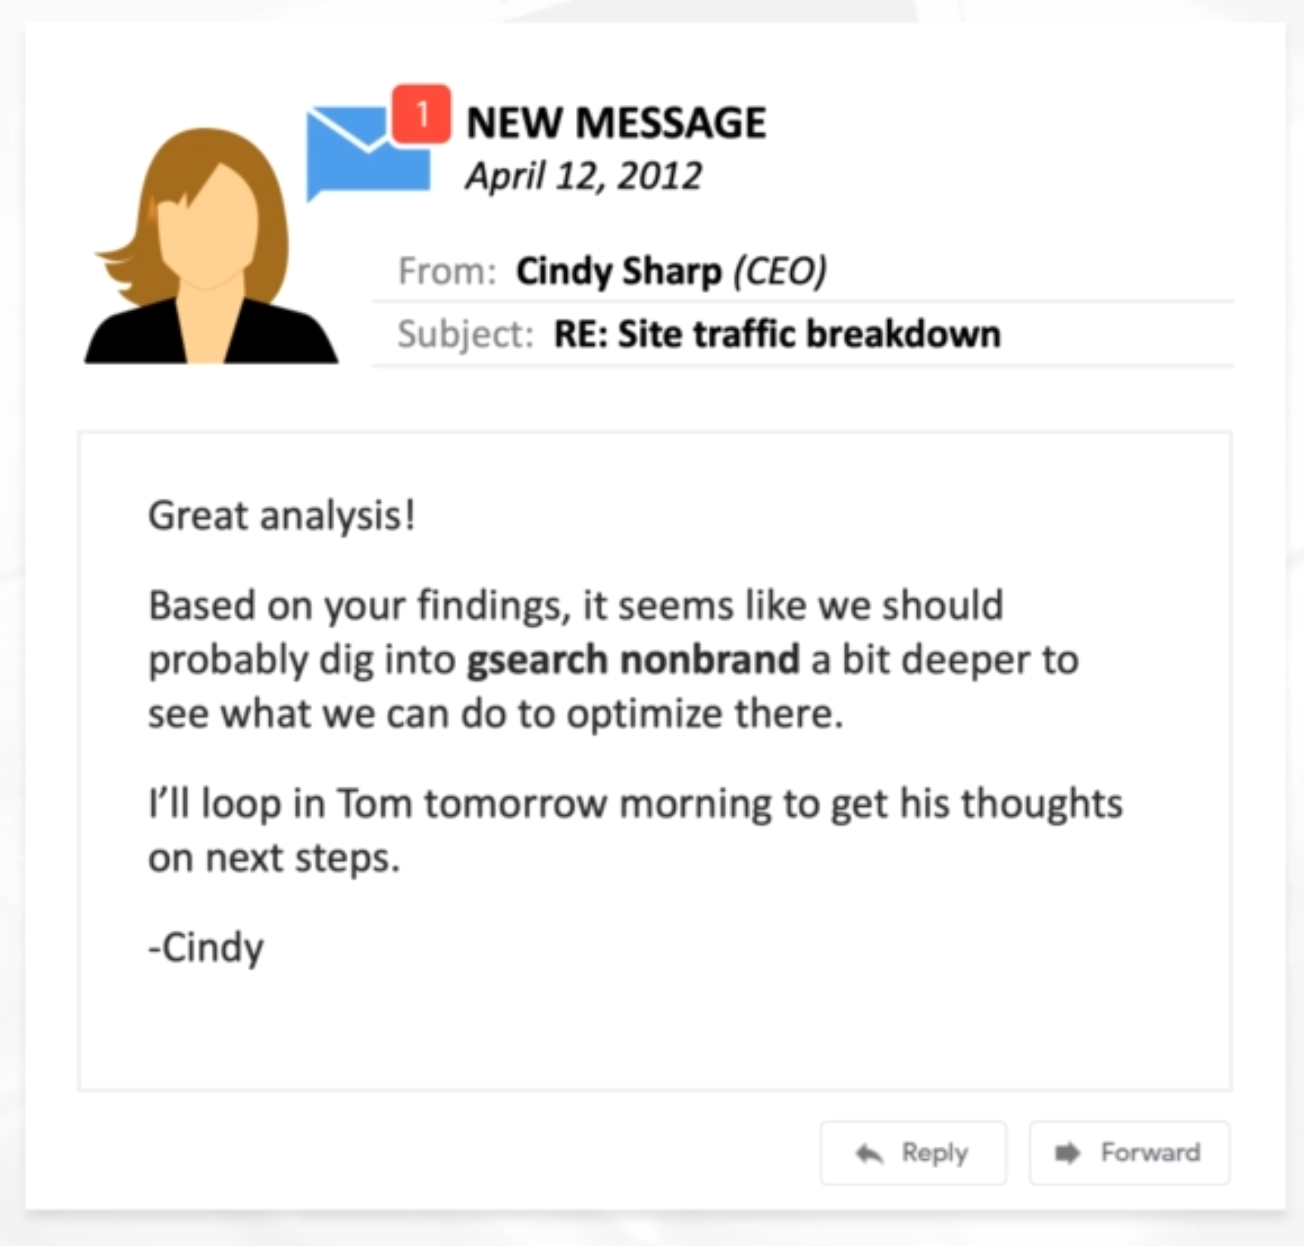 1
NEW MESSAGE
April 12, 2012
From: Cindy Sharp (CEO)
Subject: RE: Site traffic breakdown
Great analysis!
Based on your findings, it seems like we should
probably dig into gsearch nonbrand a bit deeper to
see what we can do to optimize there.
I’ll loop in Tom tomorrow morning to get his thoughts
on next steps.
-Cindy
Reply
Forward